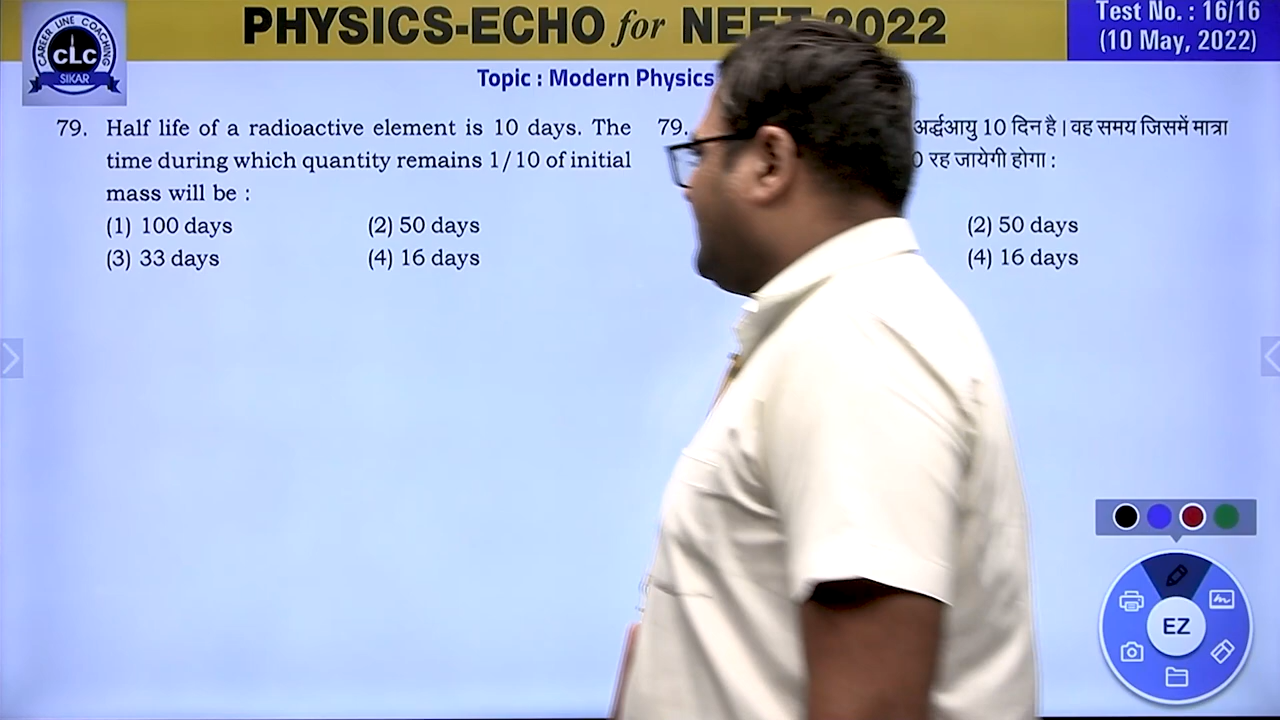 PHYSICS-ECHO for NEET 2022
Test No. : 16/16
(10 May, 2022)
CAREER LINE COACHING
CLC
SIKAR
Topic : Modern Physics
79. Half life of a radioactive element is 10 days. The
time during which quantity remains 1/10 of initial
mass will be :
(1) 100 days (2) 50 days
(3) 33 days (4) 16 days
79. अर्द्धआयु 10 दिन है। वह समय जिसमें मात्रा
रह जायेगी होगा :
(2) 50 days
(4) 16 days
EZ